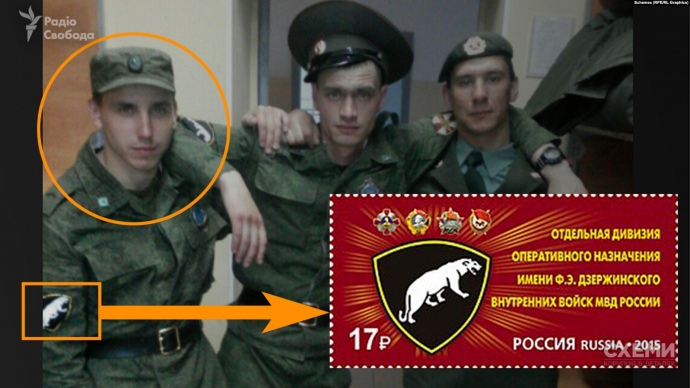 Schemes (RFE/RL Graphics)
Радіо
Свобода
ОТДЕЛЬНАЯ ДИВИЗИЯ
ОПЕРАТИВНОГО НАЗНАЧЕНИЯ
ИМЕНИ Ф.Э. ДЗЕРЖИНСКОГО
ВНУТРЕННИХ ВОЙСК МВД РОССИИ
17₽
РОССИЯ RUSSIA • 2015
СХЕМИ